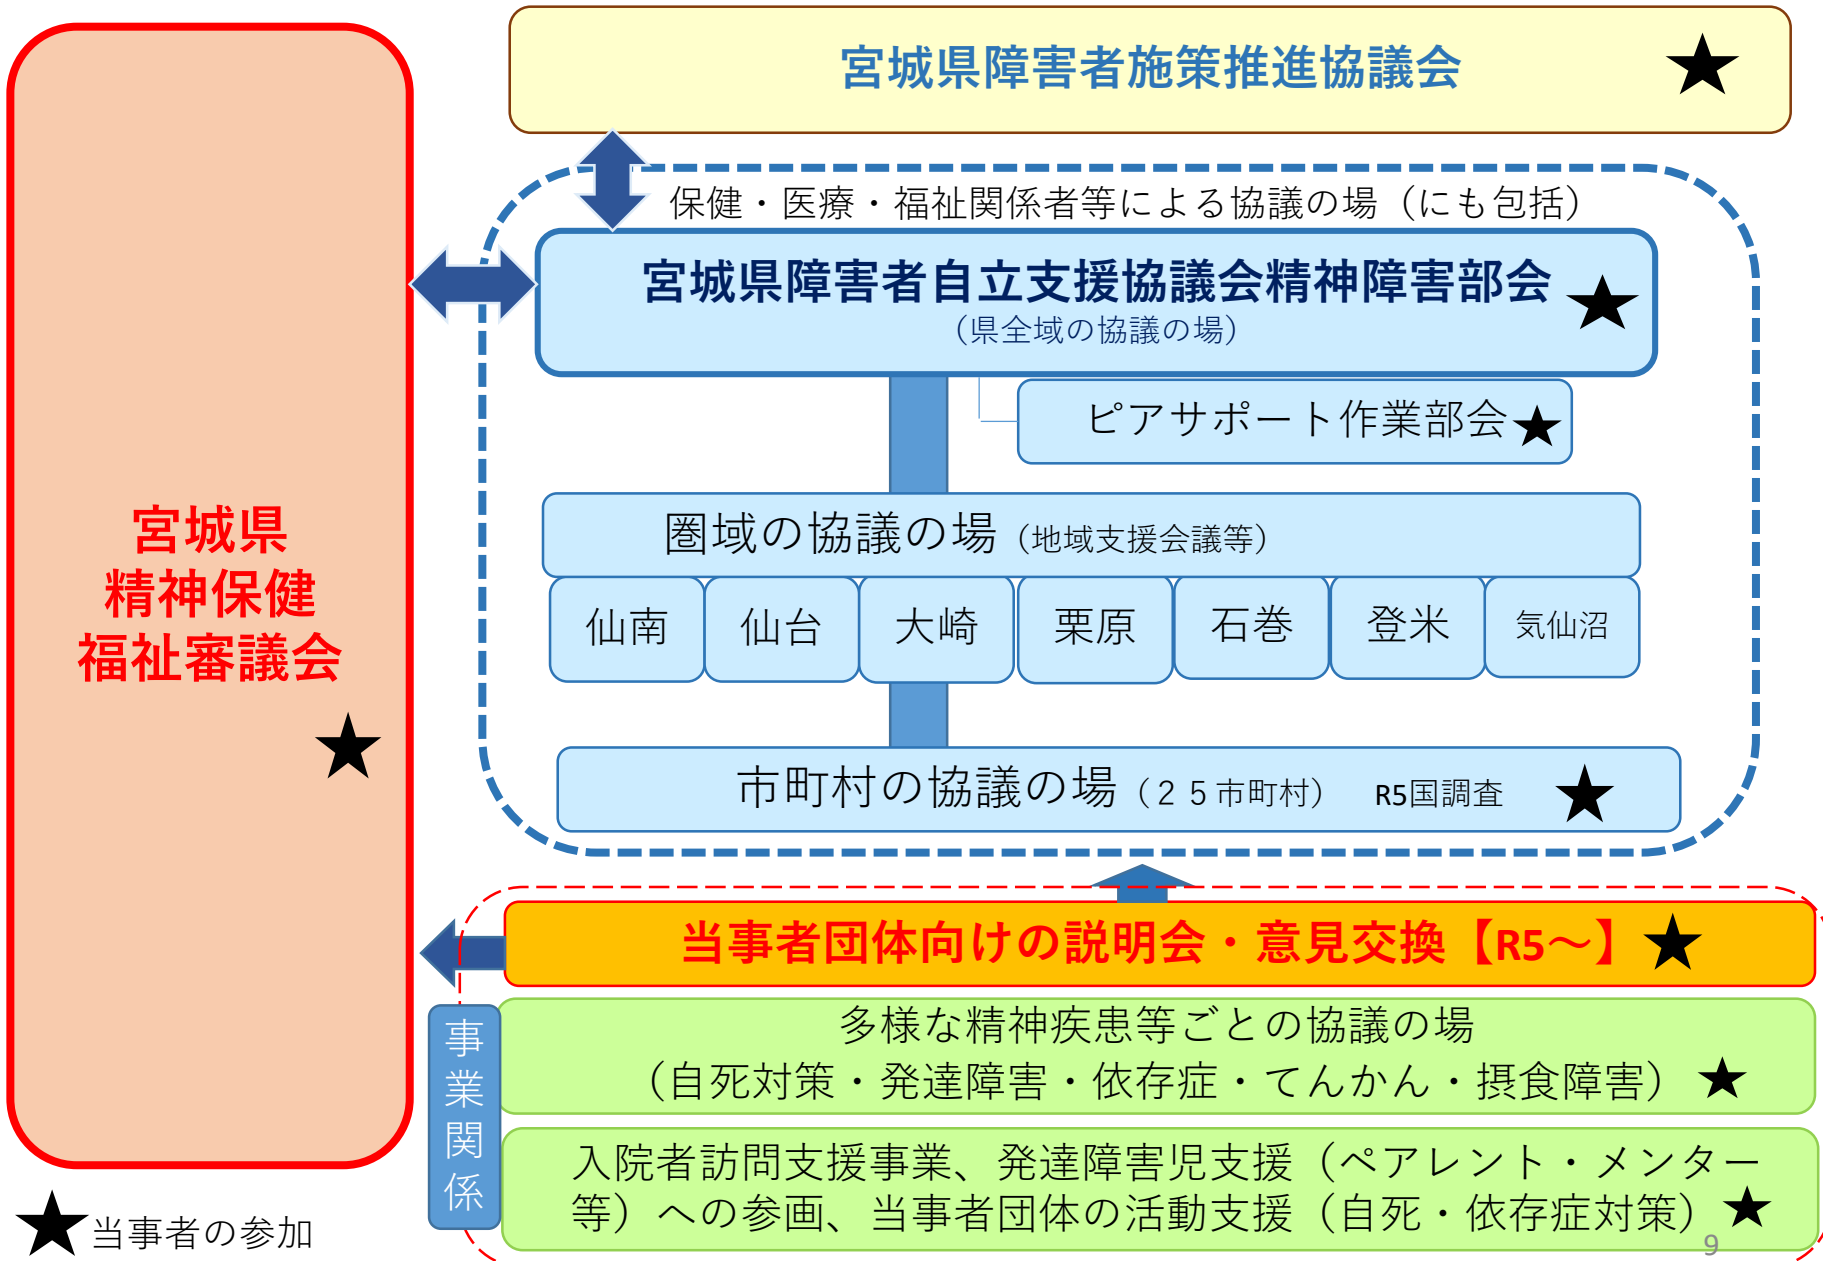 宮城県障害者施策推進協議会 ★
保健・医療・福祉関係者等による協議の場（にも包括）
宮城県障害者自立支援協議会精神障害部会 ★
（県全域の協議の場）
ピアサポート作業部会 ★
圏域の協議の場（地域支援会議等）
仙南 仙台 大崎 栗原 石巻 登米 気仙沼
市町村の協議の場（２５市町村） R5国調査 ★
宮城県
精神保健
福祉審議会
★
当事者団体向けの説明会・意見交換【R5～】 ★
事業関係
多様な精神疾患等ごとの協議の場
（自死対策・発達障害・依存症・てんかん・摂食障害） ★
入院者訪問支援事業、発達障害児支援（ペアレント・メンター
等）への参画、当事者団体の活動支援（自死・依存症対策） ★
★当事者の参加
9